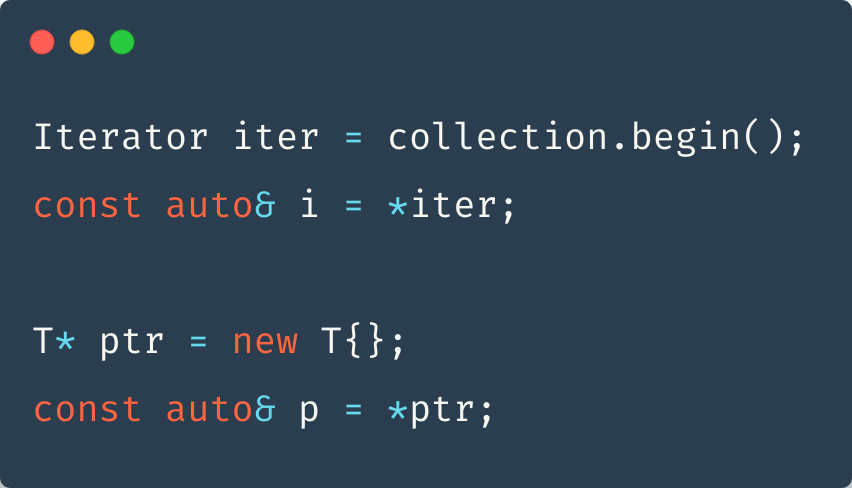 Iterator iter = collection.begin();
const auto& i = *iter;
T* ptr = new T{};
const auto& p = *ptr;